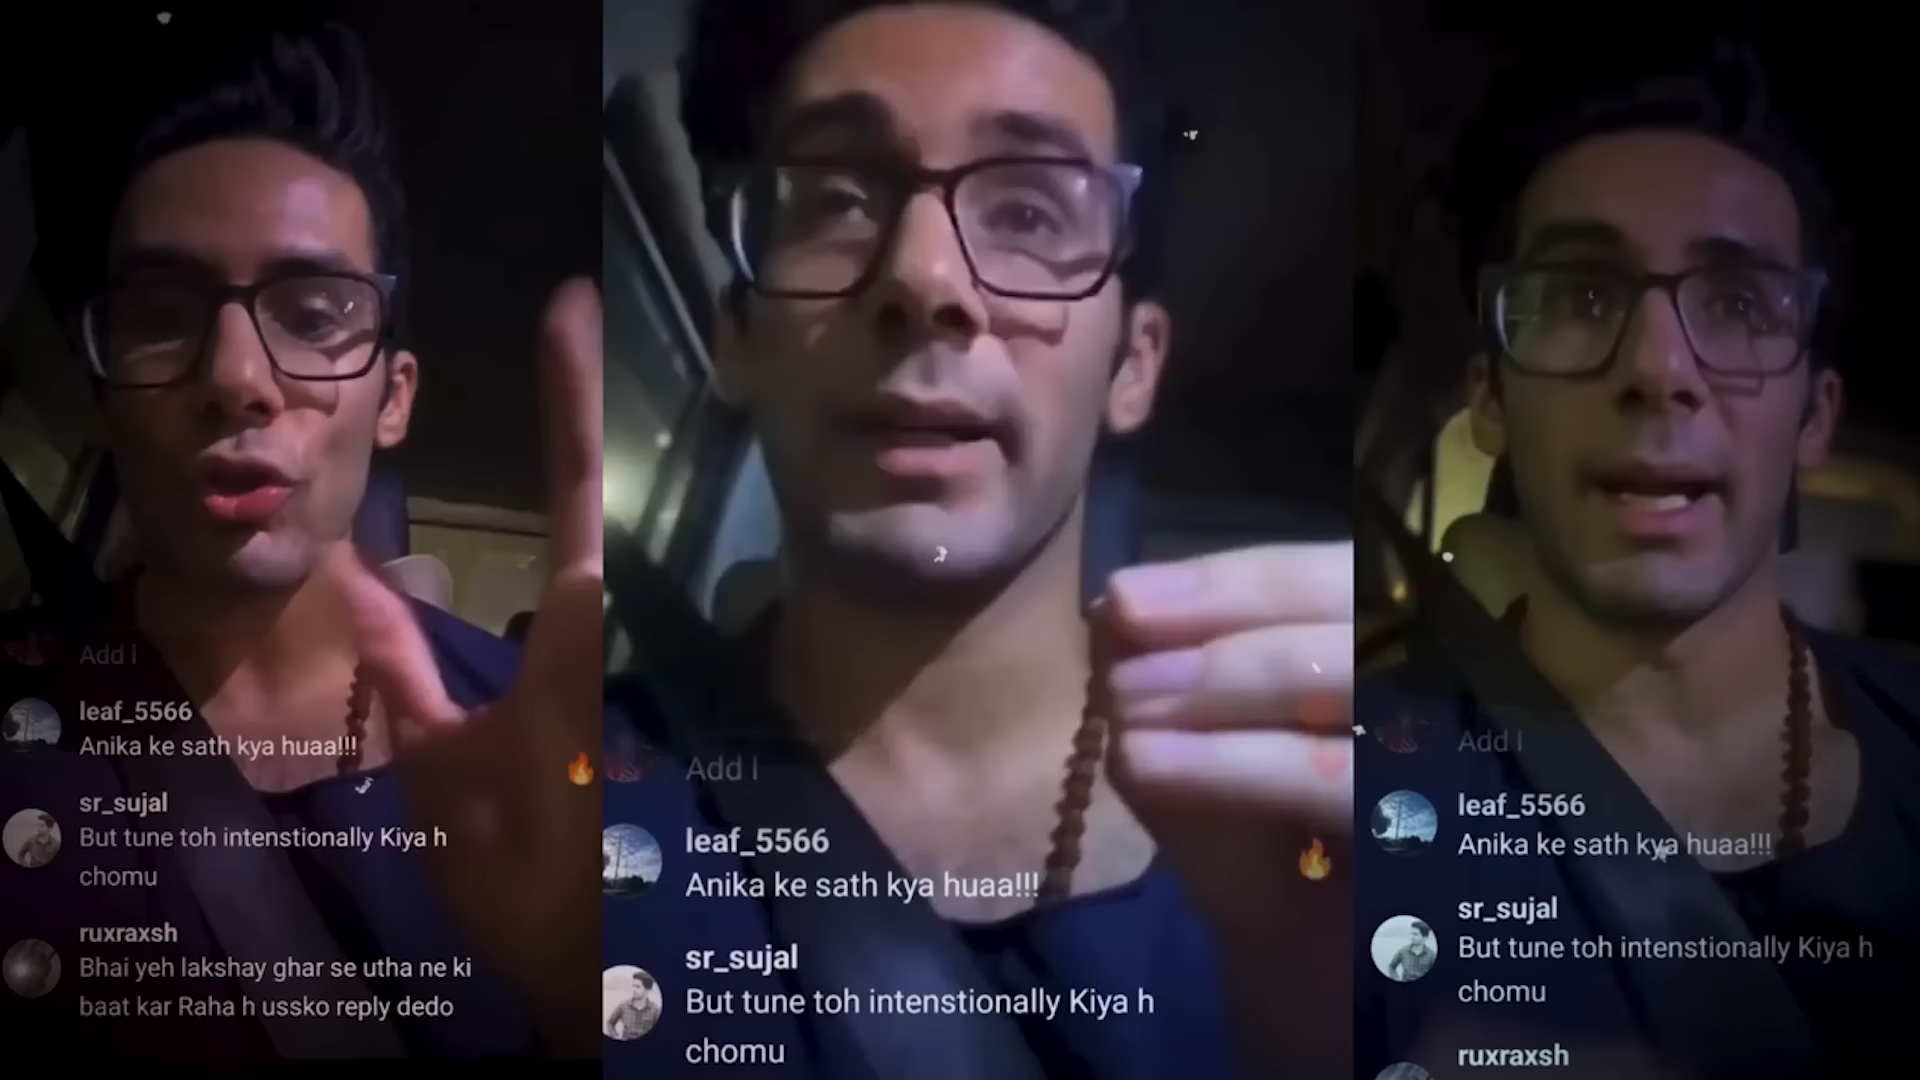 Add I
leaf_5566
Anika ke sath kya huaa!!!
sr_sujal
But tune toh intenstionally Kiya h
chomu
ruxraxsh
Bhai yeh lakshay ghar se utha ne ki
baat kar Raha h ussko reply dedo
Add I
leaf_5566
Anika ke sath kya huaa!!!
sr_sujal
But tune toh intenstionally Kiya h
chomu
Add I
leaf_5566
Anika ke sath kya huaa!!!
sr_sujal
But tune toh intenstionally Kiya h
chomu
ruxraxsh